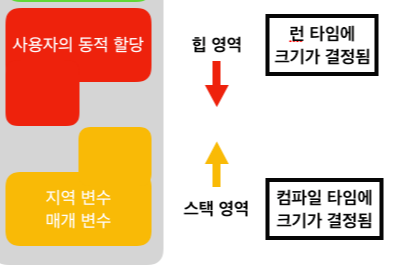 사용자의 동적 할당
힙 영역
런 타임에
크기가 결정됨
지역 변수
매개 변수
스택 영역
컴파일 타임에
크기가 결정됨